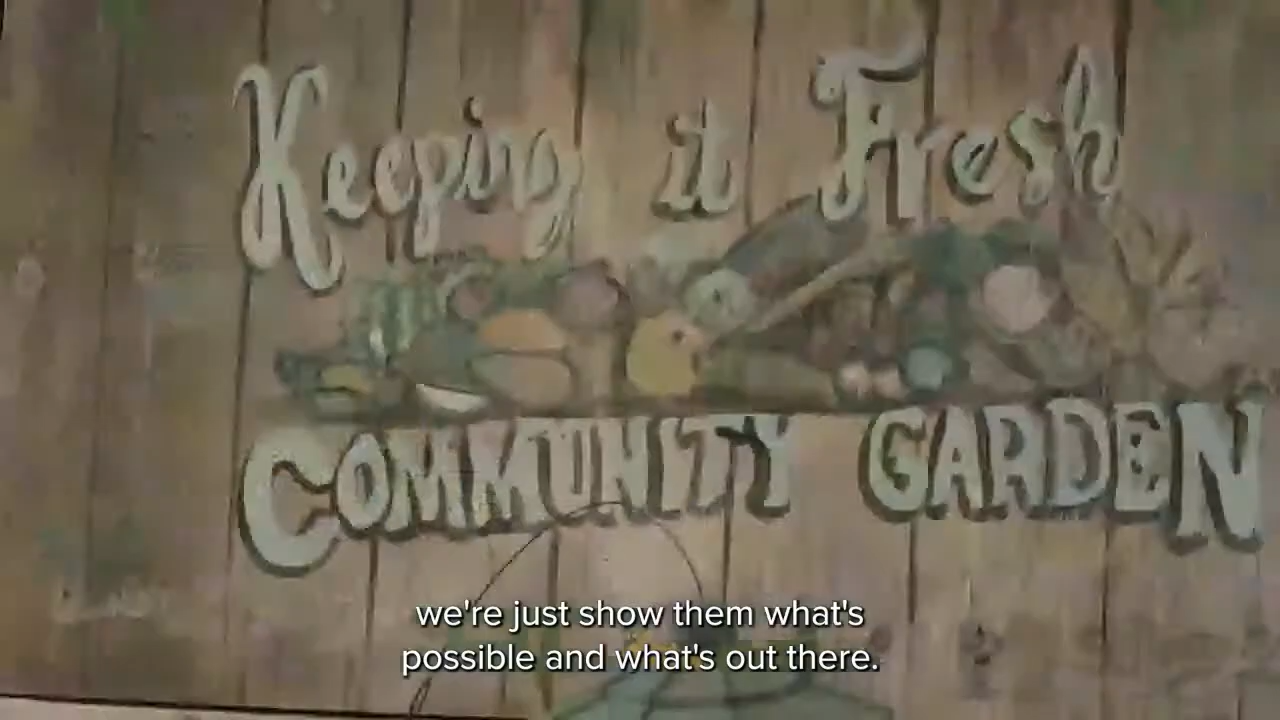 Keeping it Fresh
COMMUNITY GARDEN
we're just show them what's
possible and what's out there.